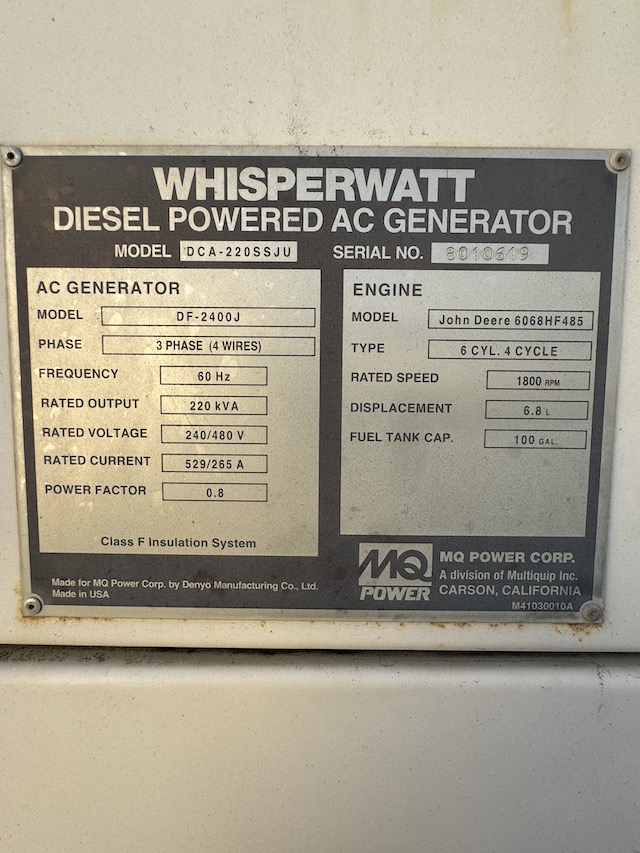 WHISPERWATT
DIESEL POWERED AC GENERATOR
MODEL DCA-220SSJU SERIAL NO. 8010619
AC GENERATOR
MODEL DF-2400J
PHASE 3 PHASE (4 WIRES)
FREQUENCY 60 Hz
RATED OUTPUT 220 kVA
RATED VOLTAGE 240/480 V
RATED CURRENT 529/265 A
POWER FACTOR 0.8
Class F Insulation System
ENGINE
MODEL John Deere 6068HF485
TYPE 6 CYL. 4 CYCLE
RATED SPEED 1800 RPM
DISPLACEMENT 6.8 L
FUEL TANK CAP. 100 GAL.
Made for MQ Power Corp. by Denyo Manufacturing Co., Ltd.
Made in USA
MQ
POWER
MQ POWER CORP.
A division of Multiquip Inc.
CARSON, CALIFORNIA
M41030010A